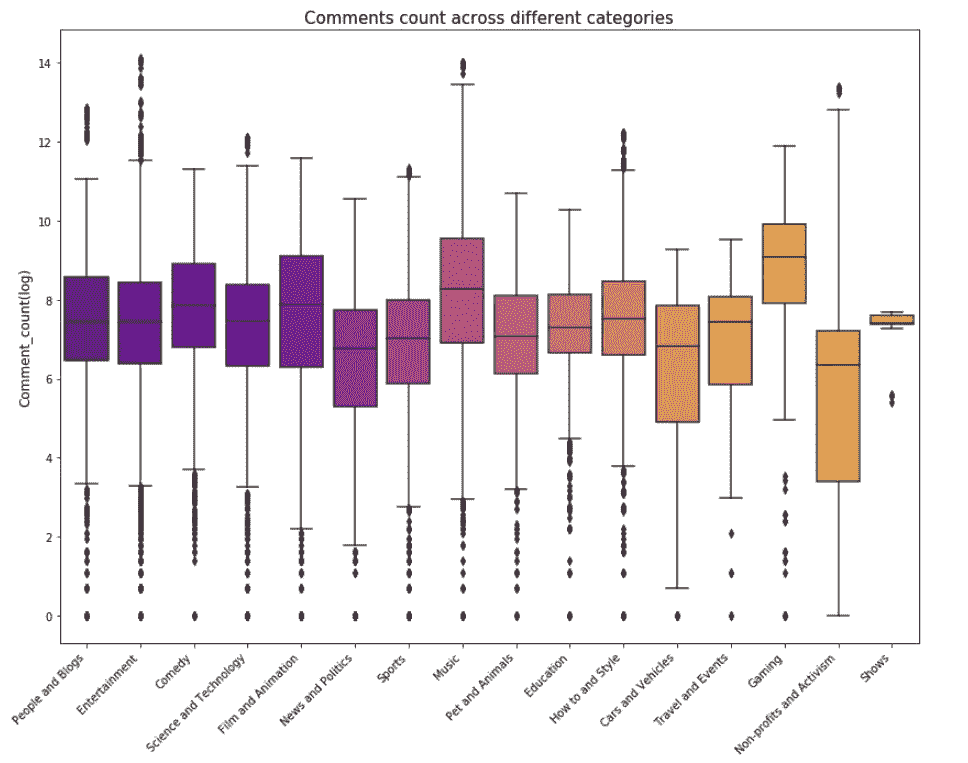 Comments count across different categories
Comment_count(log)
14
12
10
8
6
4
2
0
People and Blogs
Entertainment
Comedy
Science and Technology
Film and Animation
News and Politics
Sports
Music
Pet and Animals
Education
How to and Style
Cars and Vehicles
Travel and Events
Gaming
Non-profits and Activism
Shows